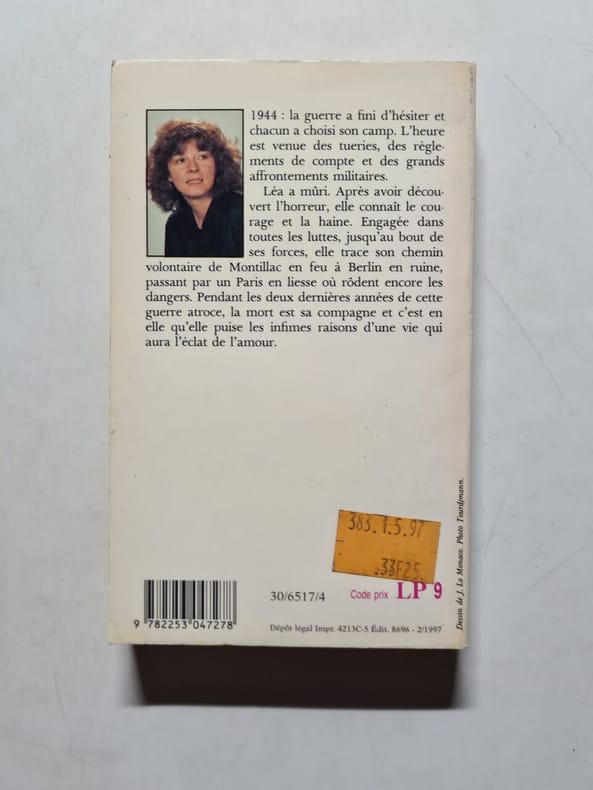 1944 : la guerre a fini d'hésiter et
chacun a choisi son camp. L'heure
est venue des tueries, des règle-
ments de compte et des grands
affrontements militaires.
Léa a mûri. Après avoir décou-
vert l'horreur, elle connaît le cou-
rage et la haine. Engagée dans
toutes les luttes, jusqu'au bout de
ses forces, elle trace son chemin
volontaire de Montillac en feu à Berlin en ruine,
passant par un Paris en liesse où rôdent encore les
dangers. Pendant les deux dernières années de cette
guerre atroce, la mort est sa compagne et c'est en
elle qu'elle puise les infimes raisons d'une vie qui
aura l'éclat de l'amour.
383.1.5.97
.33F25.
9 782253 047278
30/6517/4
Code prix LP 9
Dépôt légal Impr. 4213C-5 Édit. 8696 - 2/1997
Dessin de J. Lo Monaco. Photo Tourdjmann.